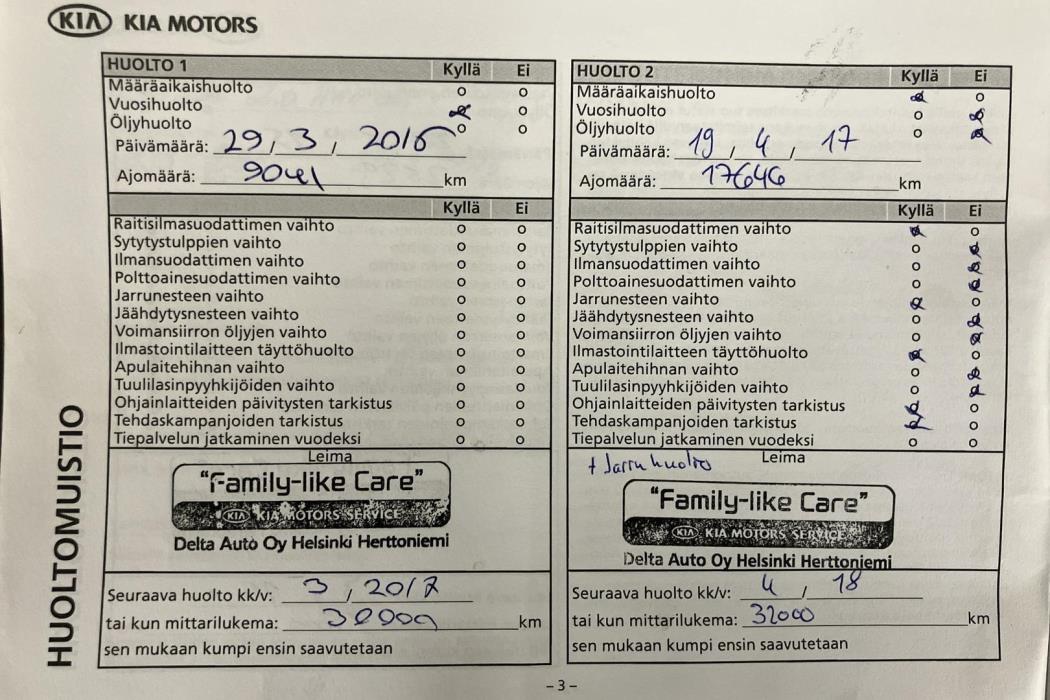 KIA KIA MOTORS
HUOLTOMUISTIO
HUOLTO 1 Kyllä Ei
Määräaikaishuolto
Vuosihuolto
Öljyhuolto
Päivämäärä: 29 / 3 / 2016
Ajomäärä: 9041 km
Kyllä Ei
Raitisilmasuodattimen vaihto
Sytytystulppien vaihto
Ilmansuodattimen vaihto
Polttoainesuodattimen vaihto
Jarrunesteen vaihto
Jäähdytysnesteen vaihto
Voimansiirron öljyjen vaihto
Ilmastointilaitteen täyttöhuolto
Apulaitehihnan vaihto
Tuulilasinpyyhkijöiden vaihto
Ohjainlaitteiden päivitysten tarkistus
Tehdaskampanjoiden tarkistus
Tiepalvelun jatkaminen vuodeksi
Leima
"Family-like Care"
KIA KIA MOTORS SERVICE
Delta Auto Oy Helsinki Herttoniemi
Seuraava huolto kk/v: 3 / 2017
tai kun mittarilukema: 30000 km
sen mukaan kumpi ensin saavutetaan
HUOLTO 2 Kyllä Ei
Määräaikaishuolto
Vuosihuolto
Öljyhuolto
Päivämäärä: 19 / 4 / 17
Ajomäärä: 17646 km
Kyllä Ei
Raitisilmasuodattimen vaihto
Sytytystulppien vaihto
Ilmansuodattimen vaihto
Polttoainesuodattimen vaihto
Jarrunesteen vaihto
Jäähdytysnesteen vaihto
Voimansiirron öljyjen vaihto
Ilmastointilaitteen täyttöhuolto
Apulaitehihnan vaihto
Tuulilasinpyyhkijöiden vaihto
Ohjainlaitteiden päivitysten tarkistus
Tehdaskampanjoiden tarkistus
Tiepalvelun jatkaminen vuodeksi
+ Jarruhuolto Leima
"Family-like Care"
KIA KIA MOTORS SERVICE
Delta Auto Oy Helsinki Herttoniemi
Seuraava huolto kk/v: 4 / 18
tai kun mittarilukema: 32000 km
sen mukaan kumpi ensin saavutetaan
– 3 –